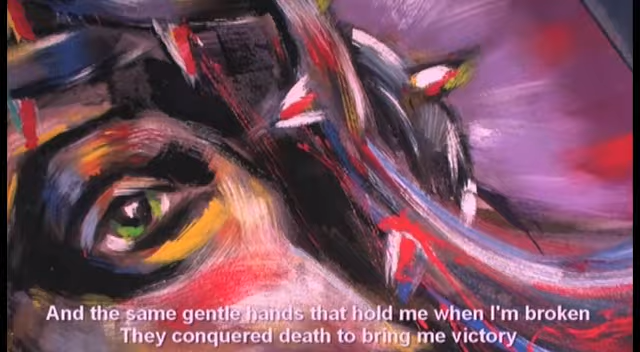 And the same gentle hands that hold me when I'm broken
They conquered death to bring me victory